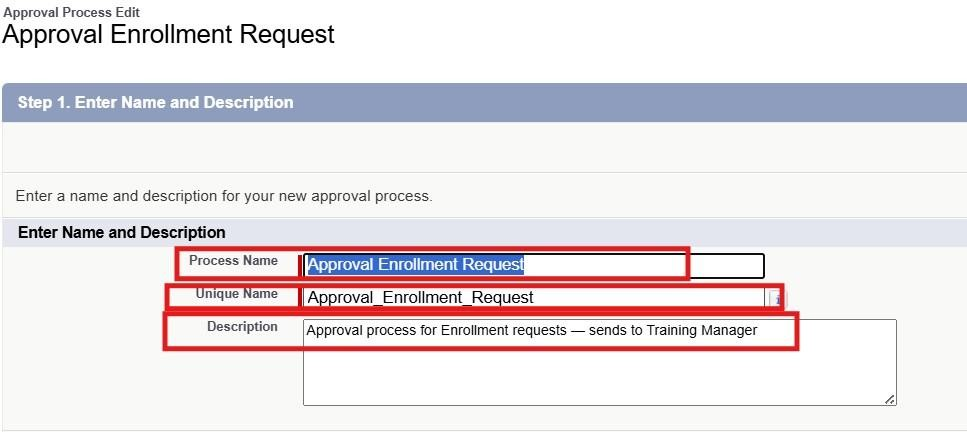 Approval Process Edit
Approval Enrollment Request
Step 1. Enter Name and Description
Enter a name and description for your new approval process.
Enter Name and Description
Process Name Approval Enrollment Request
Unique Name Approval_Enrollment_Request i
Description Approval process for Enrollment requests — sends to Training Manager